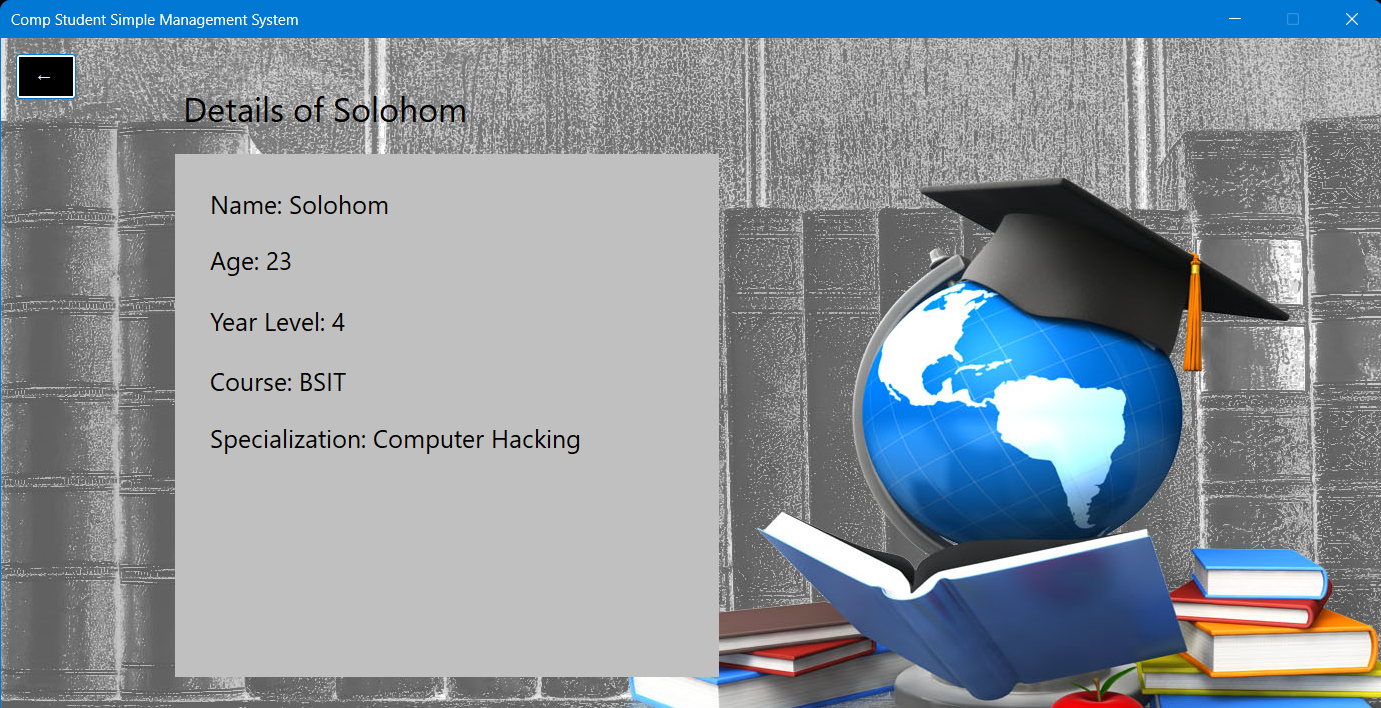 Comp Student Simple Management System
←
Details of Solohom
Name: Solohom
Age: 23
Year Level: 4
Course: BSIT
Specialization: Computer Hacking